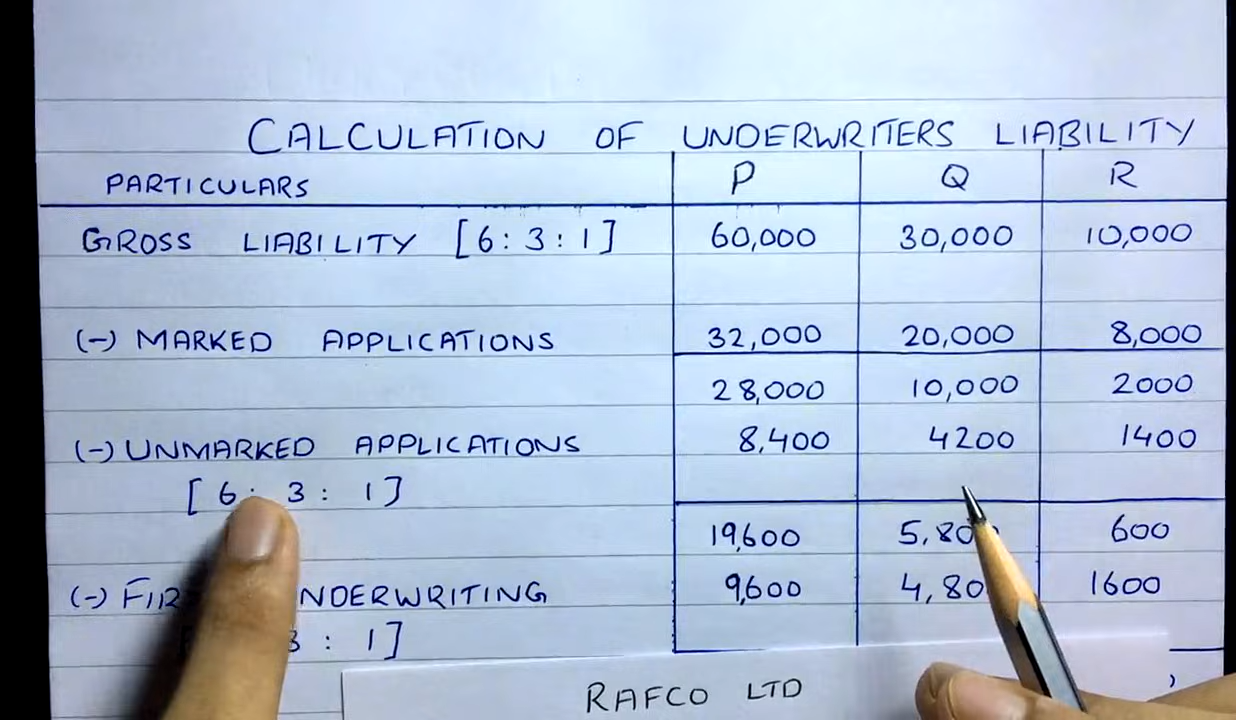 CALCULATION OF UNDERWRITERS LIABILITY
PARTICULARS P Q R
GROSS LIABILITY [6:3:1] 60,000 30,000 10,000
(-) MARKED APPLICATIONS 32,000 20,000 8,000
28,000 10,000 2000
(-) UNMARKED APPLICATIONS 8,400 4200 1400
[6: 3: 1]
19,600 600
(-) 9,600 1600
3 : 1]
RAFCO LTD